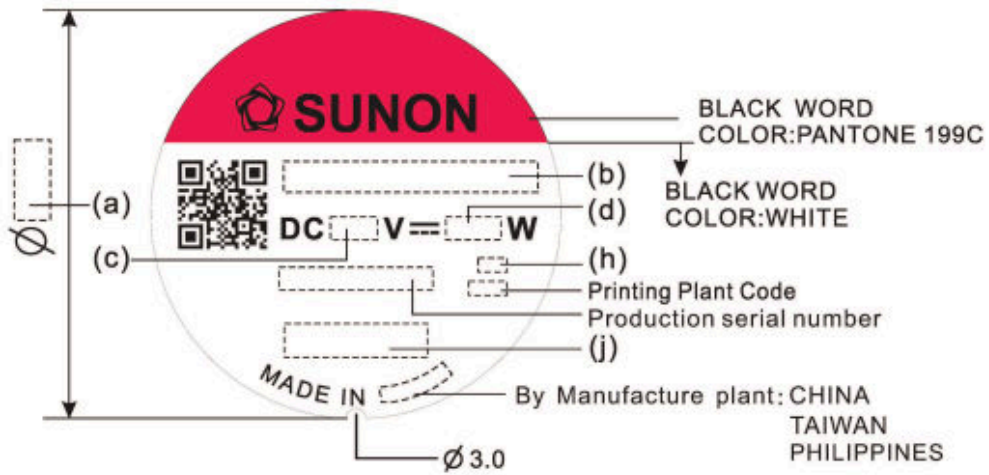 SUNON
BLACK WORD
COLOR:PANTONE 199C
BLACK WORD
COLOR:WHITE
(a)
Ø
(b)
DC V⎓ W
(d)
(c)
(h)
Printing Plant Code
Production serial number
(j)
MADE IN
By Manufacture plant: CHINA
TAIWAN
PHILIPPINES
Ø3.0